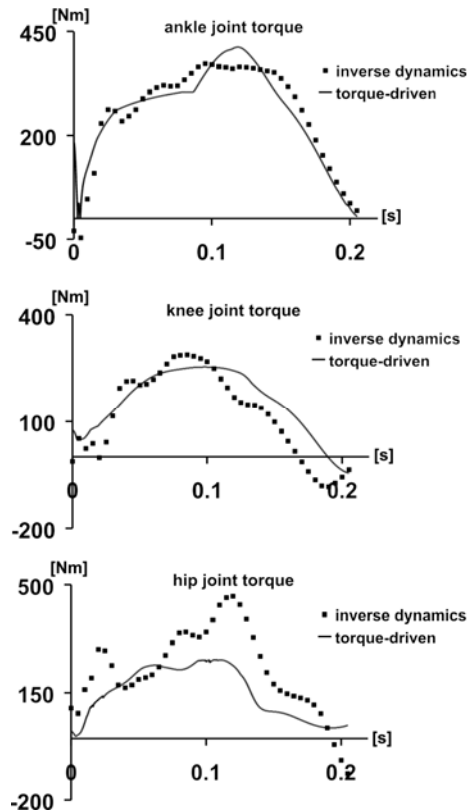 [Nm]
450
ankle joint torque
inverse dynamics
torque-driven
200
[s]
-50
0
0.1
0.2
[Nm]
400
knee joint torque
inverse dynamics
torque-driven
100
[s]
0
0.1
0.2
-200
[Nm]
500
hip joint torque
inverse dynamics
torque-driven
150
[s]
0
0.1
0.2
-200